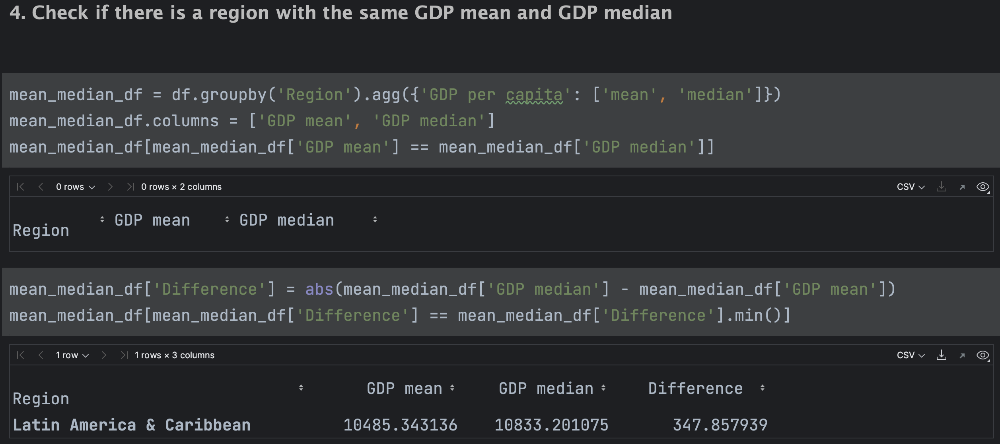 4. Check if there is a region with the same GDP mean and GDP median
mean_median_df = df.groupby('Region').agg({'GDP per capita': ['mean', 'median']})
mean_median_df.columns = ['GDP mean', 'GDP median']
mean_median_df[mean_median_df['GDP mean'] == mean_median_df['GDP median']]
0 rows 0 rows × 2 columns CSV
GDP mean GDP median
Region
mean_median_df['Difference'] = abs(mean_median_df['GDP median'] - mean_median_df['GDP mean'])
mean_median_df[mean_median_df['Difference'] == mean_median_df['Difference'].min()]
1 row 1 rows × 3 columns CSV
GDP mean GDP median Difference
Region
Latin America & Caribbean 10485.343136 10833.201075 347.857939